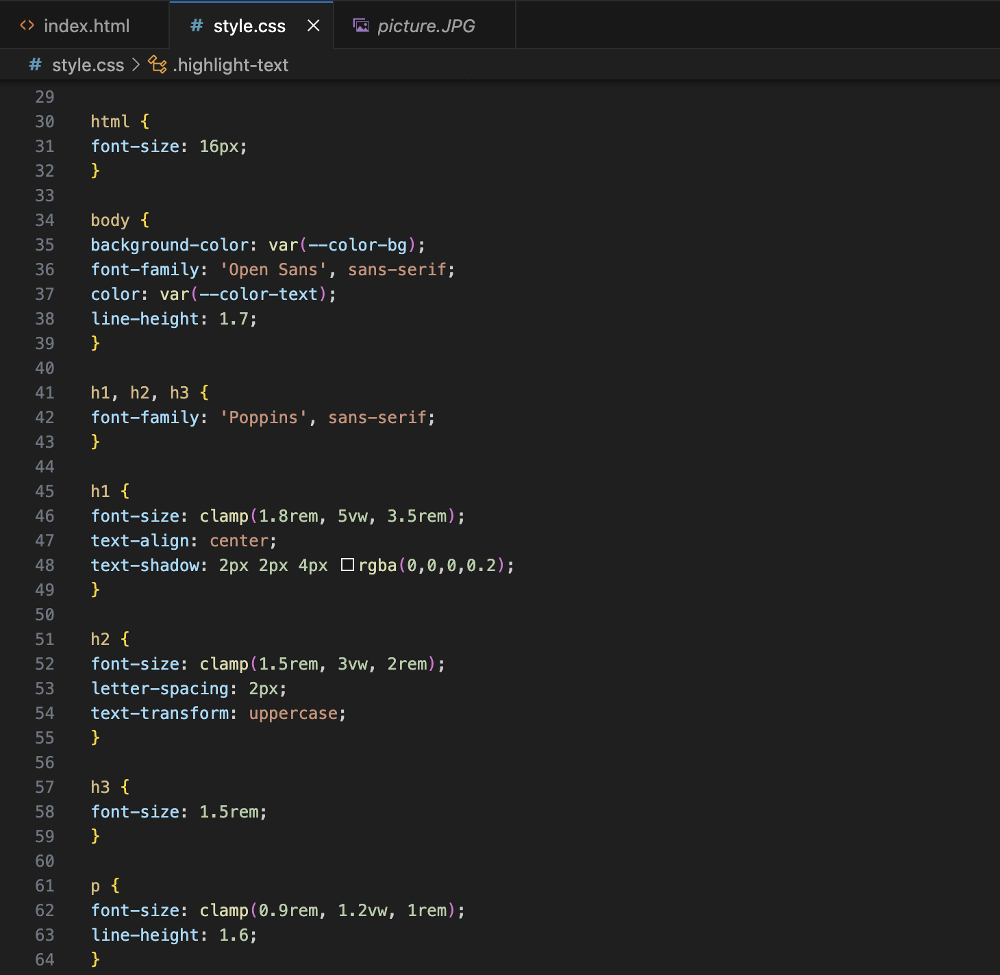 index.html
style.css
picture.JPG
# style.css > .highlight-text
29
30 html {
31 font-size: 16px;
32 }
33
34 body {
35 background-color: var(--color-bg);
36 font-family: 'Open Sans', sans-serif;
37 color: var(--color-text);
38 line-height: 1.7;
39 }
40
41 h1, h2, h3 {
42 font-family: 'Poppins', sans-serif;
43 }
44
45 h1 {
46 font-size: clamp(1.8rem, 5vw, 3.5rem);
47 text-align: center;
48 text-shadow: 2px 2px 4px rgba(0,0,0,0.2);
49 }
50
51 h2 {
52 font-size: clamp(1.5rem, 3vw, 2rem);
53 letter-spacing: 2px;
54 text-transform: uppercase;
55 }
56
57 h3 {
58 font-size: 1.5rem;
59 }
60
61 p {
62 font-size: clamp(0.9rem, 1.2vw, 1rem);
63 line-height: 1.6;
64 }